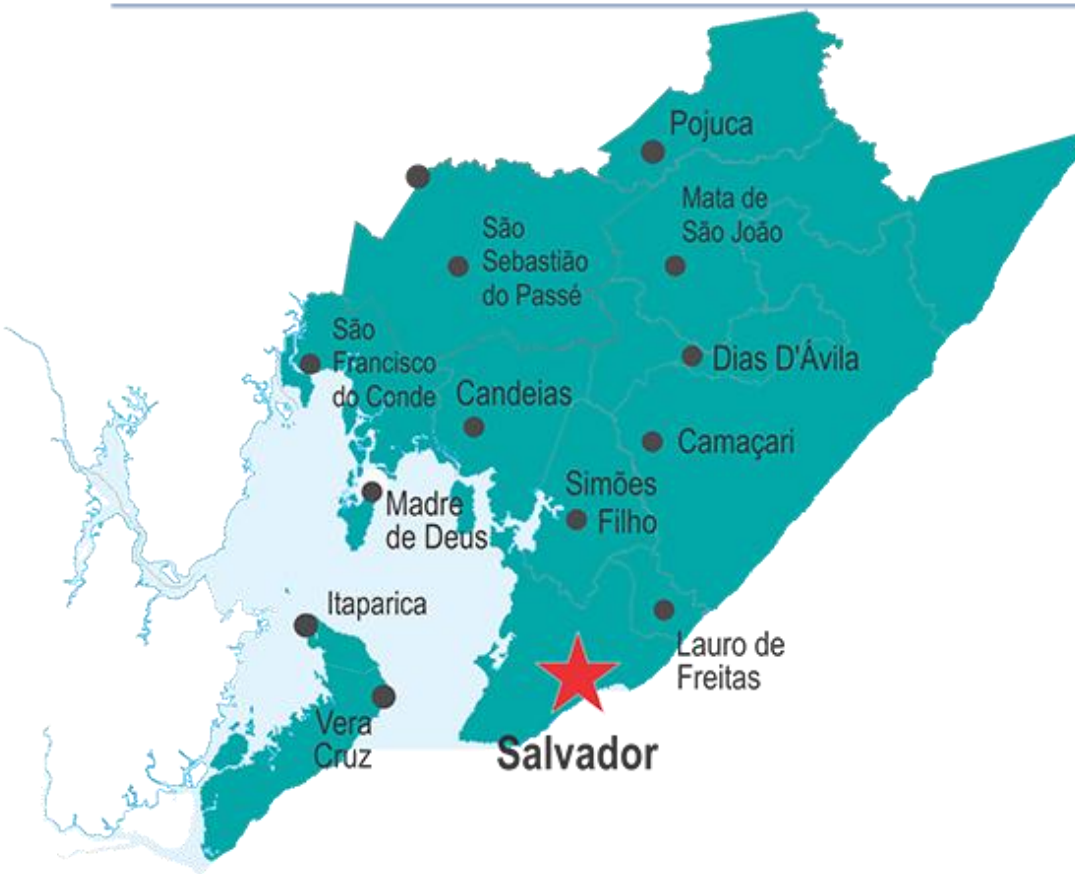 Pojuca
Mata de
São João
São
Sebastião
do Passé
São
Francisco
do Conde
Dias D'Ávila
Candeias
Camaçari
Simões
Filho
Madre
de Deus
Itaparica
Lauro de
Freitas
Vera
Cruz
Salvador